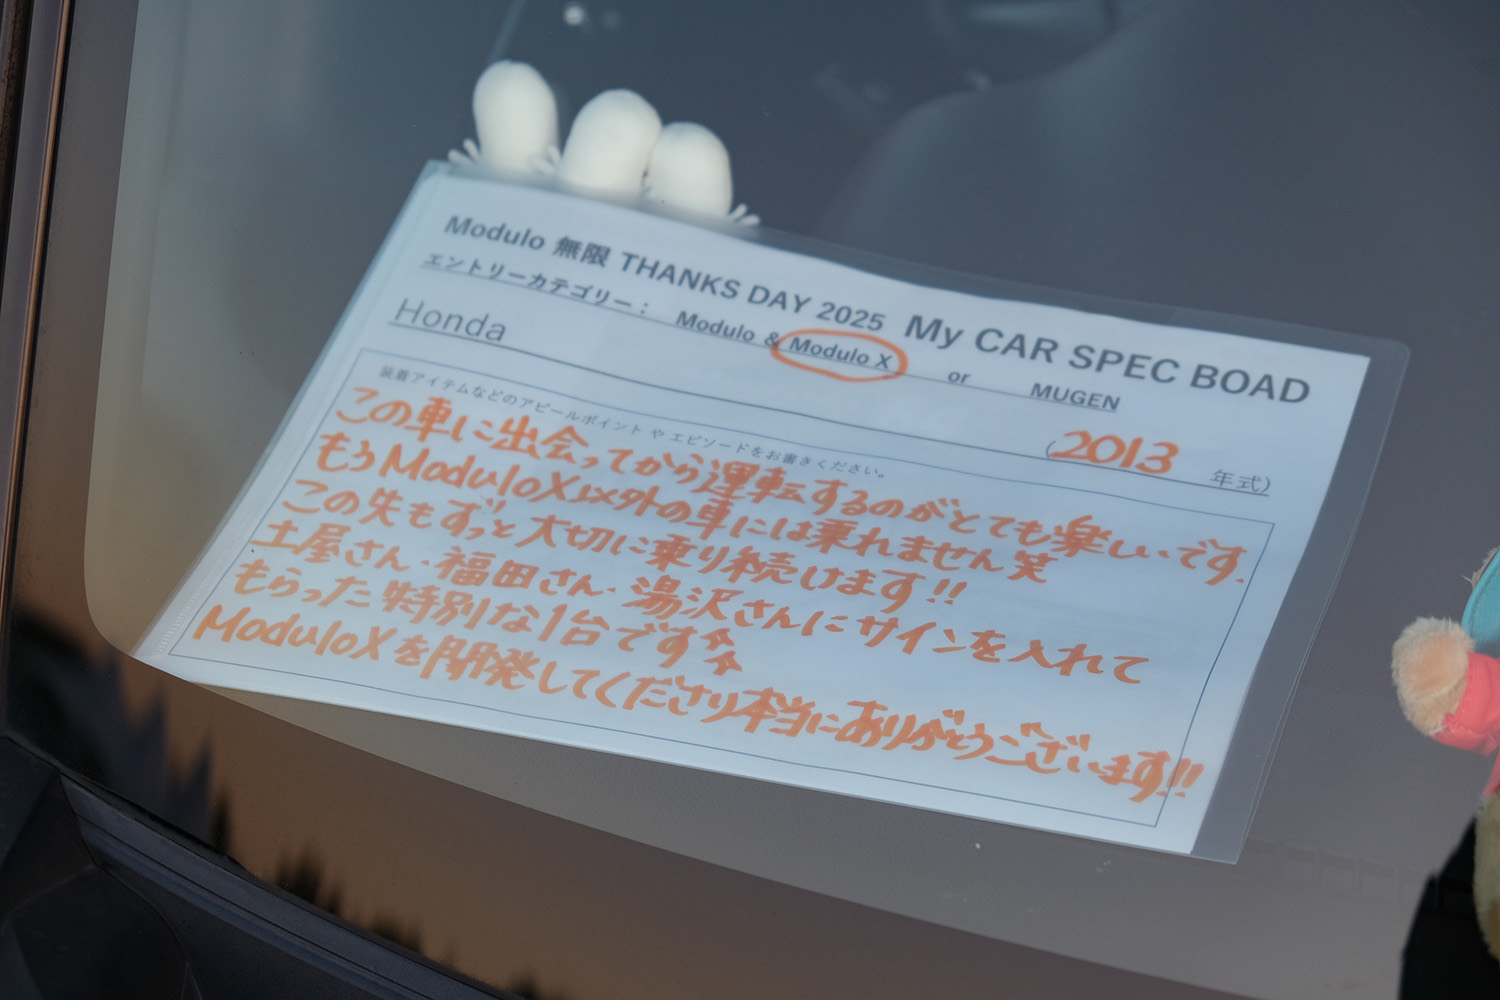 Modulo 無限 THANKS DAY 2025 My CAR SPEC BOAD
エントリーカテゴリー： Modulo & Modulo X or MUGEN
Honda (2013 年式)
装着アイテムなどのアピールポイント や エピソードをお書きください。
この車に出会ってから運転するのがとても楽しいです.
もうModuloX以外の車には乗れません笑
この先もずっと大切に乗り続けます!!
土屋さん・福田さん・湯沢さんにサインを入れて
もらった特別な1台です
ModuloXを開発してくださり本当にありがとうございます!!